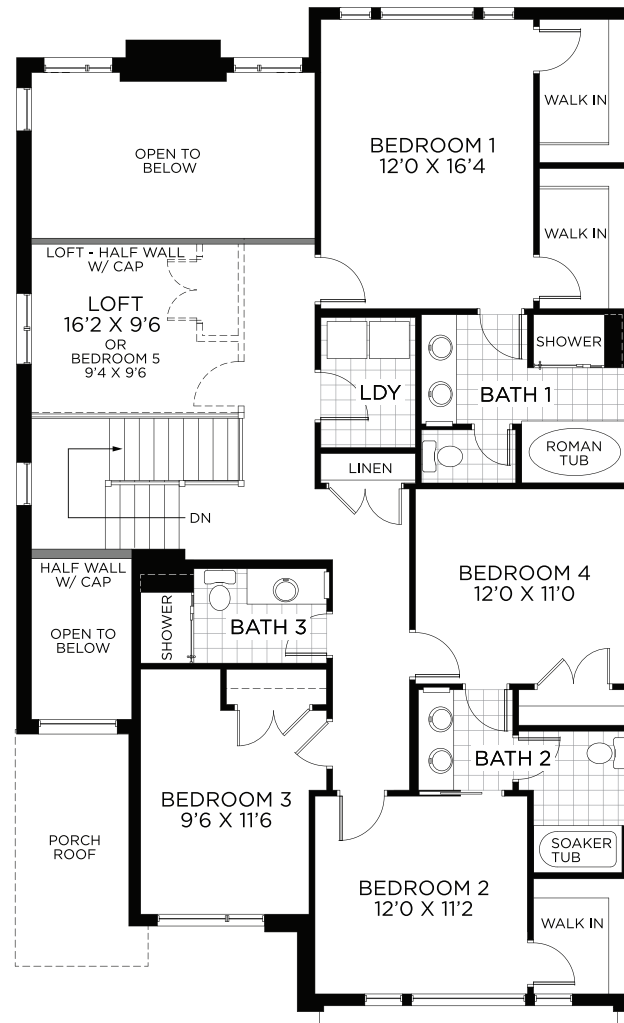 OPEN TO
BELOW
BEDROOM 1
12'0 X 16'4
WALK IN
WALK IN
LOFT - HALF WALL
W/ CAP
LOFT
16'2 X 9'6
OR
BEDROOM 5
9'4 X 9'6
LDY
SHOWER
BATH 1
ROMAN
TUB
LINEN
DN
HALF WALL
W/ CAP
OPEN TO
BELOW
SHOWER
BATH 3
BEDROOM 4
12'0 X 11'0
BATH 2
SOAKER
TUB
BEDROOM 3
9'6 X 11'6
PORCH
ROOF
BEDROOM 2
12'0 X 11'2
WALK IN